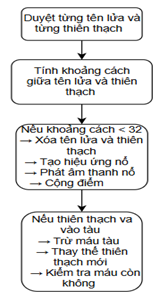 Duyệt từng tên lửa và
từng thiên thạch
Tính khoảng cách
giữa tên lửa và thiên
thạch
Nếu khoảng cách < 32
→ Xóa tên lửa và thiên
thạch
→ Tạo hiệu ứng nổ
→ Phát âm thanh nổ
→ Cộng điểm
Nếu thiên thạch va
vào tàu
→ Trừ máu tàu
→ Thay thế thiên
thạch mới
→ Kiểm tra máu còn
không